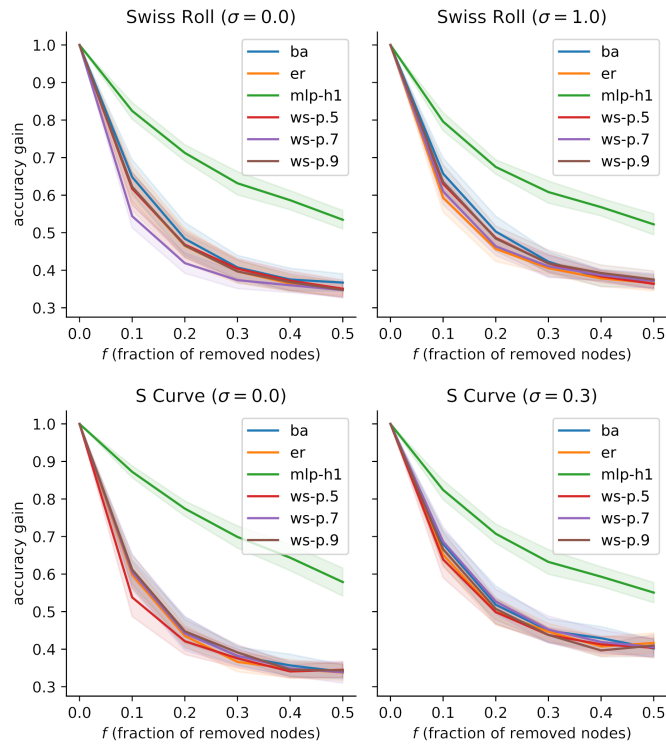 Swiss Roll (σ = 0.0)
Swiss Roll (σ = 1.0)
1.0
0.9
0.8
0.7
0.6
0.5
0.4
0.3
accuracy gain
ba
er
mlp-h1
ws-p.5
ws-p.7
ws-p.9
ba
er
mlp-h1
ws-p.5
ws-p.7
ws-p.9
0.0 0.1 0.2 0.3 0.4 0.5
0.0 0.1 0.2 0.3 0.4 0.5
f (fraction of removed nodes)
f (fraction of removed nodes)
S Curve (σ = 0.0)
S Curve (σ = 0.3)
1.0
0.9
0.8
0.7
0.6
0.5
0.4
0.3
accuracy gain
ba
er
mlp-h1
ws-p.5
ws-p.7
ws-p.9
ba
er
mlp-h1
ws-p.5
ws-p.7
ws-p.9
0.0 0.1 0.2 0.3 0.4 0.5
0.0 0.1 0.2 0.3 0.4 0.5
f (fraction of removed nodes)
f (fraction of removed nodes)